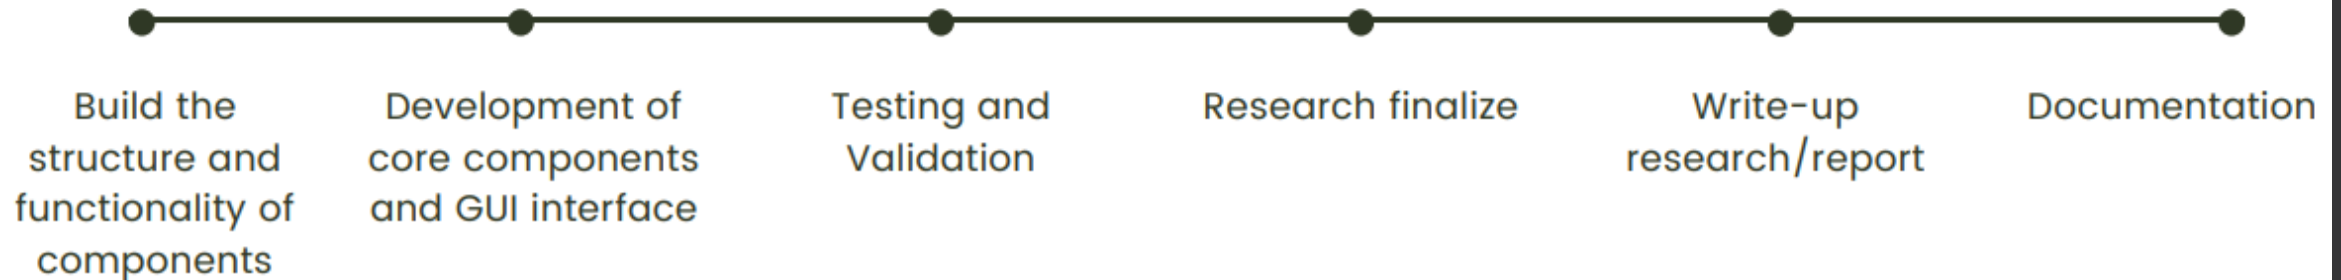 Build the
structure and
functionality of
components
Development of
core components
and GUI interface
Testing and
Validation
Research finalize
Write-up
research/report
Documentation